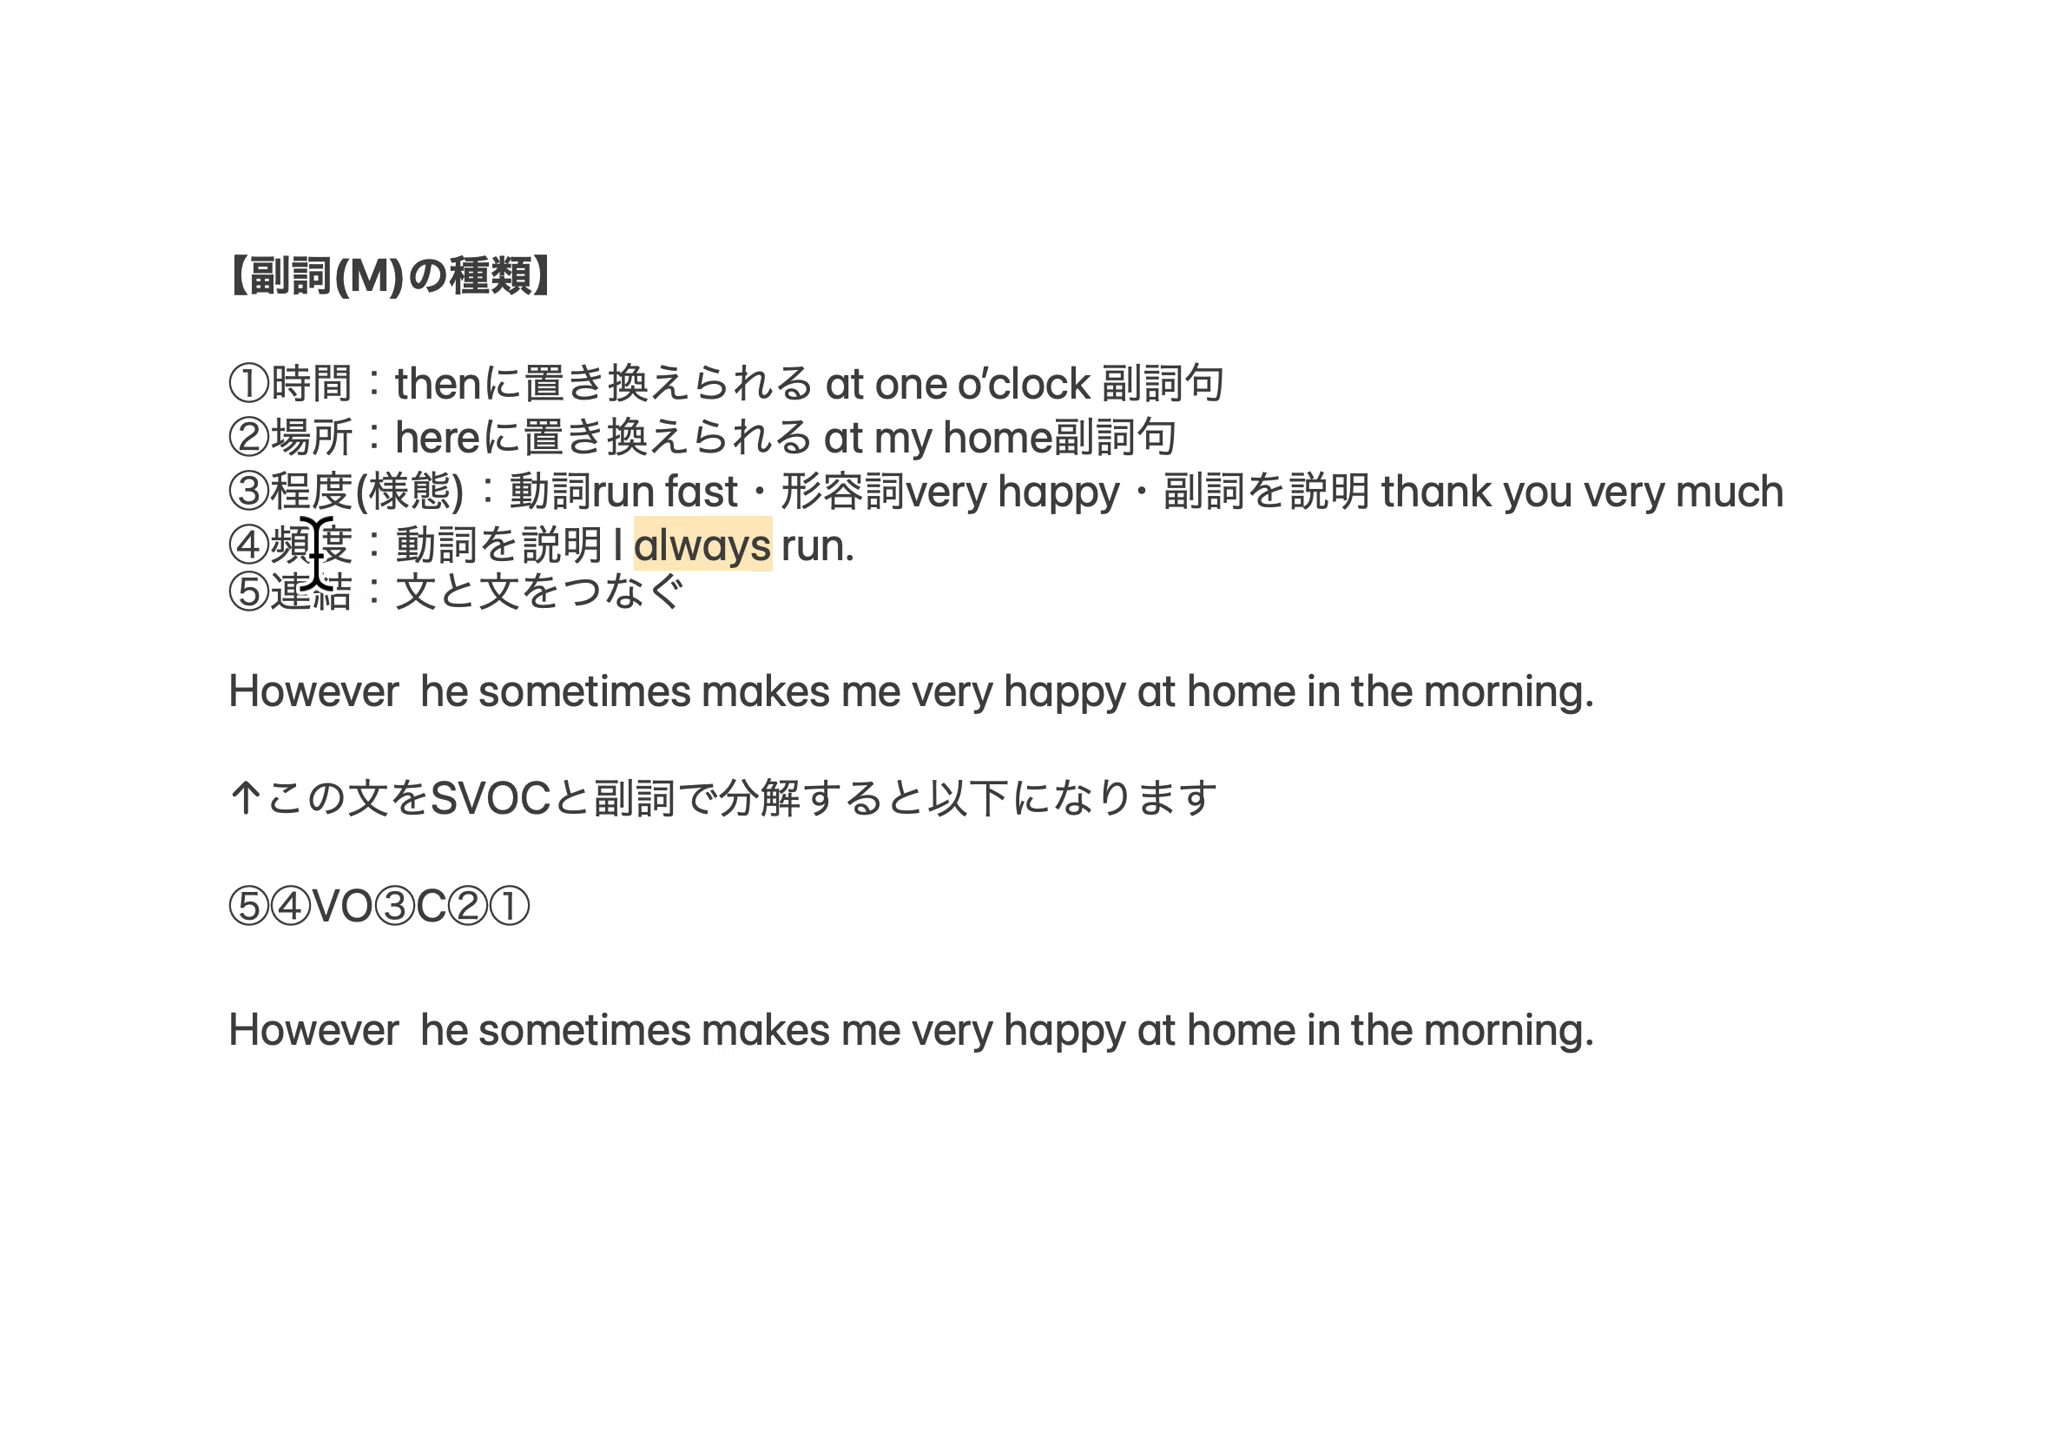 【副詞(M)の種類】
①時間：thenに置き換えられる at one o’clock 副詞句
②場所：hereに置き換えられる at my home副詞句
③程度(様態)：動詞run fast・形容詞very happy・副詞を説明 thank you very much
④頻度：動詞を説明 I always run.
⑤連結：文と文をつなぐ
However  he sometimes makes me very happy at home in the morning.
↑この文をSVOCと副詞で分解すると以下になります
⑤④VO③C②①
However  he sometimes makes me very happy at home in the morning.